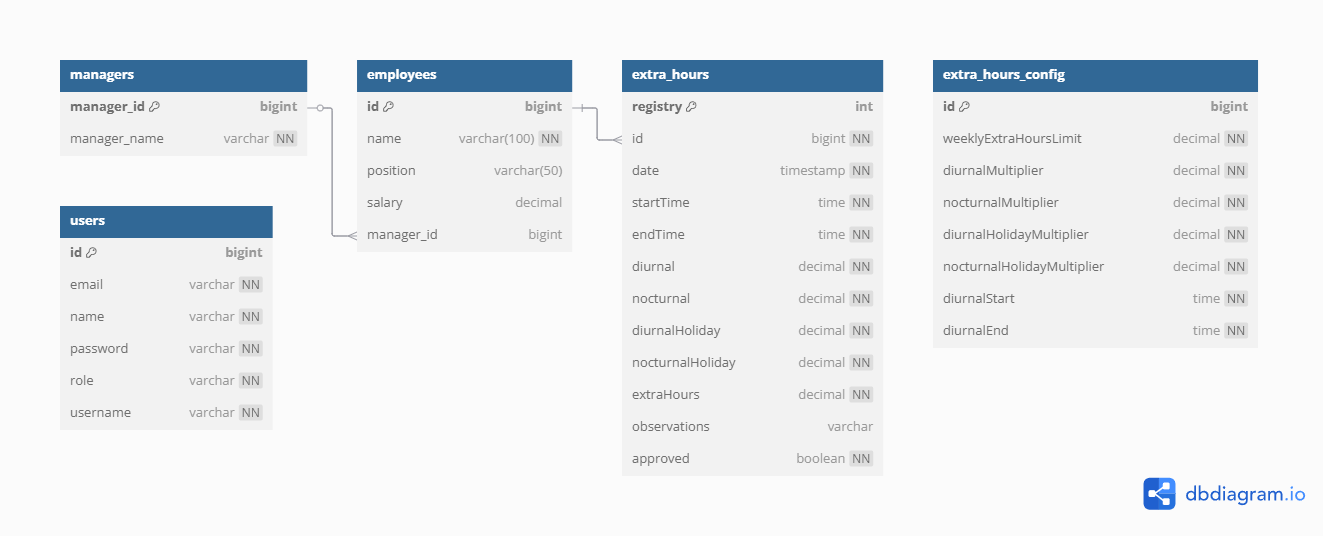 managers
manager_id bigint
manager_name varchar NN
users
id bigint
email varchar NN
name varchar NN
password varchar NN
role varchar NN
username varchar NN
employees
id bigint
name varchar(100) NN
position varchar(50)
salary decimal
manager_id bigint
extra_hours
registry int
id bigint NN
date timestamp NN
startTime time NN
endTime time NN
diurnal decimal NN
nocturnal decimal NN
diurnalHoliday decimal NN
nocturnalHoliday decimal NN
extraHours decimal NN
observations varchar
approved boolean NN
extra_hours_config
id bigint
weeklyExtraHoursLimit decimal NN
diurnalMultiplier decimal NN
nocturnalMultiplier decimal NN
diurnalHolidayMultiplier decimal NN
nocturnalHolidayMultiplier decimal NN
diurnalStart time NN
diurnalEnd time NN
dbdiagram.io